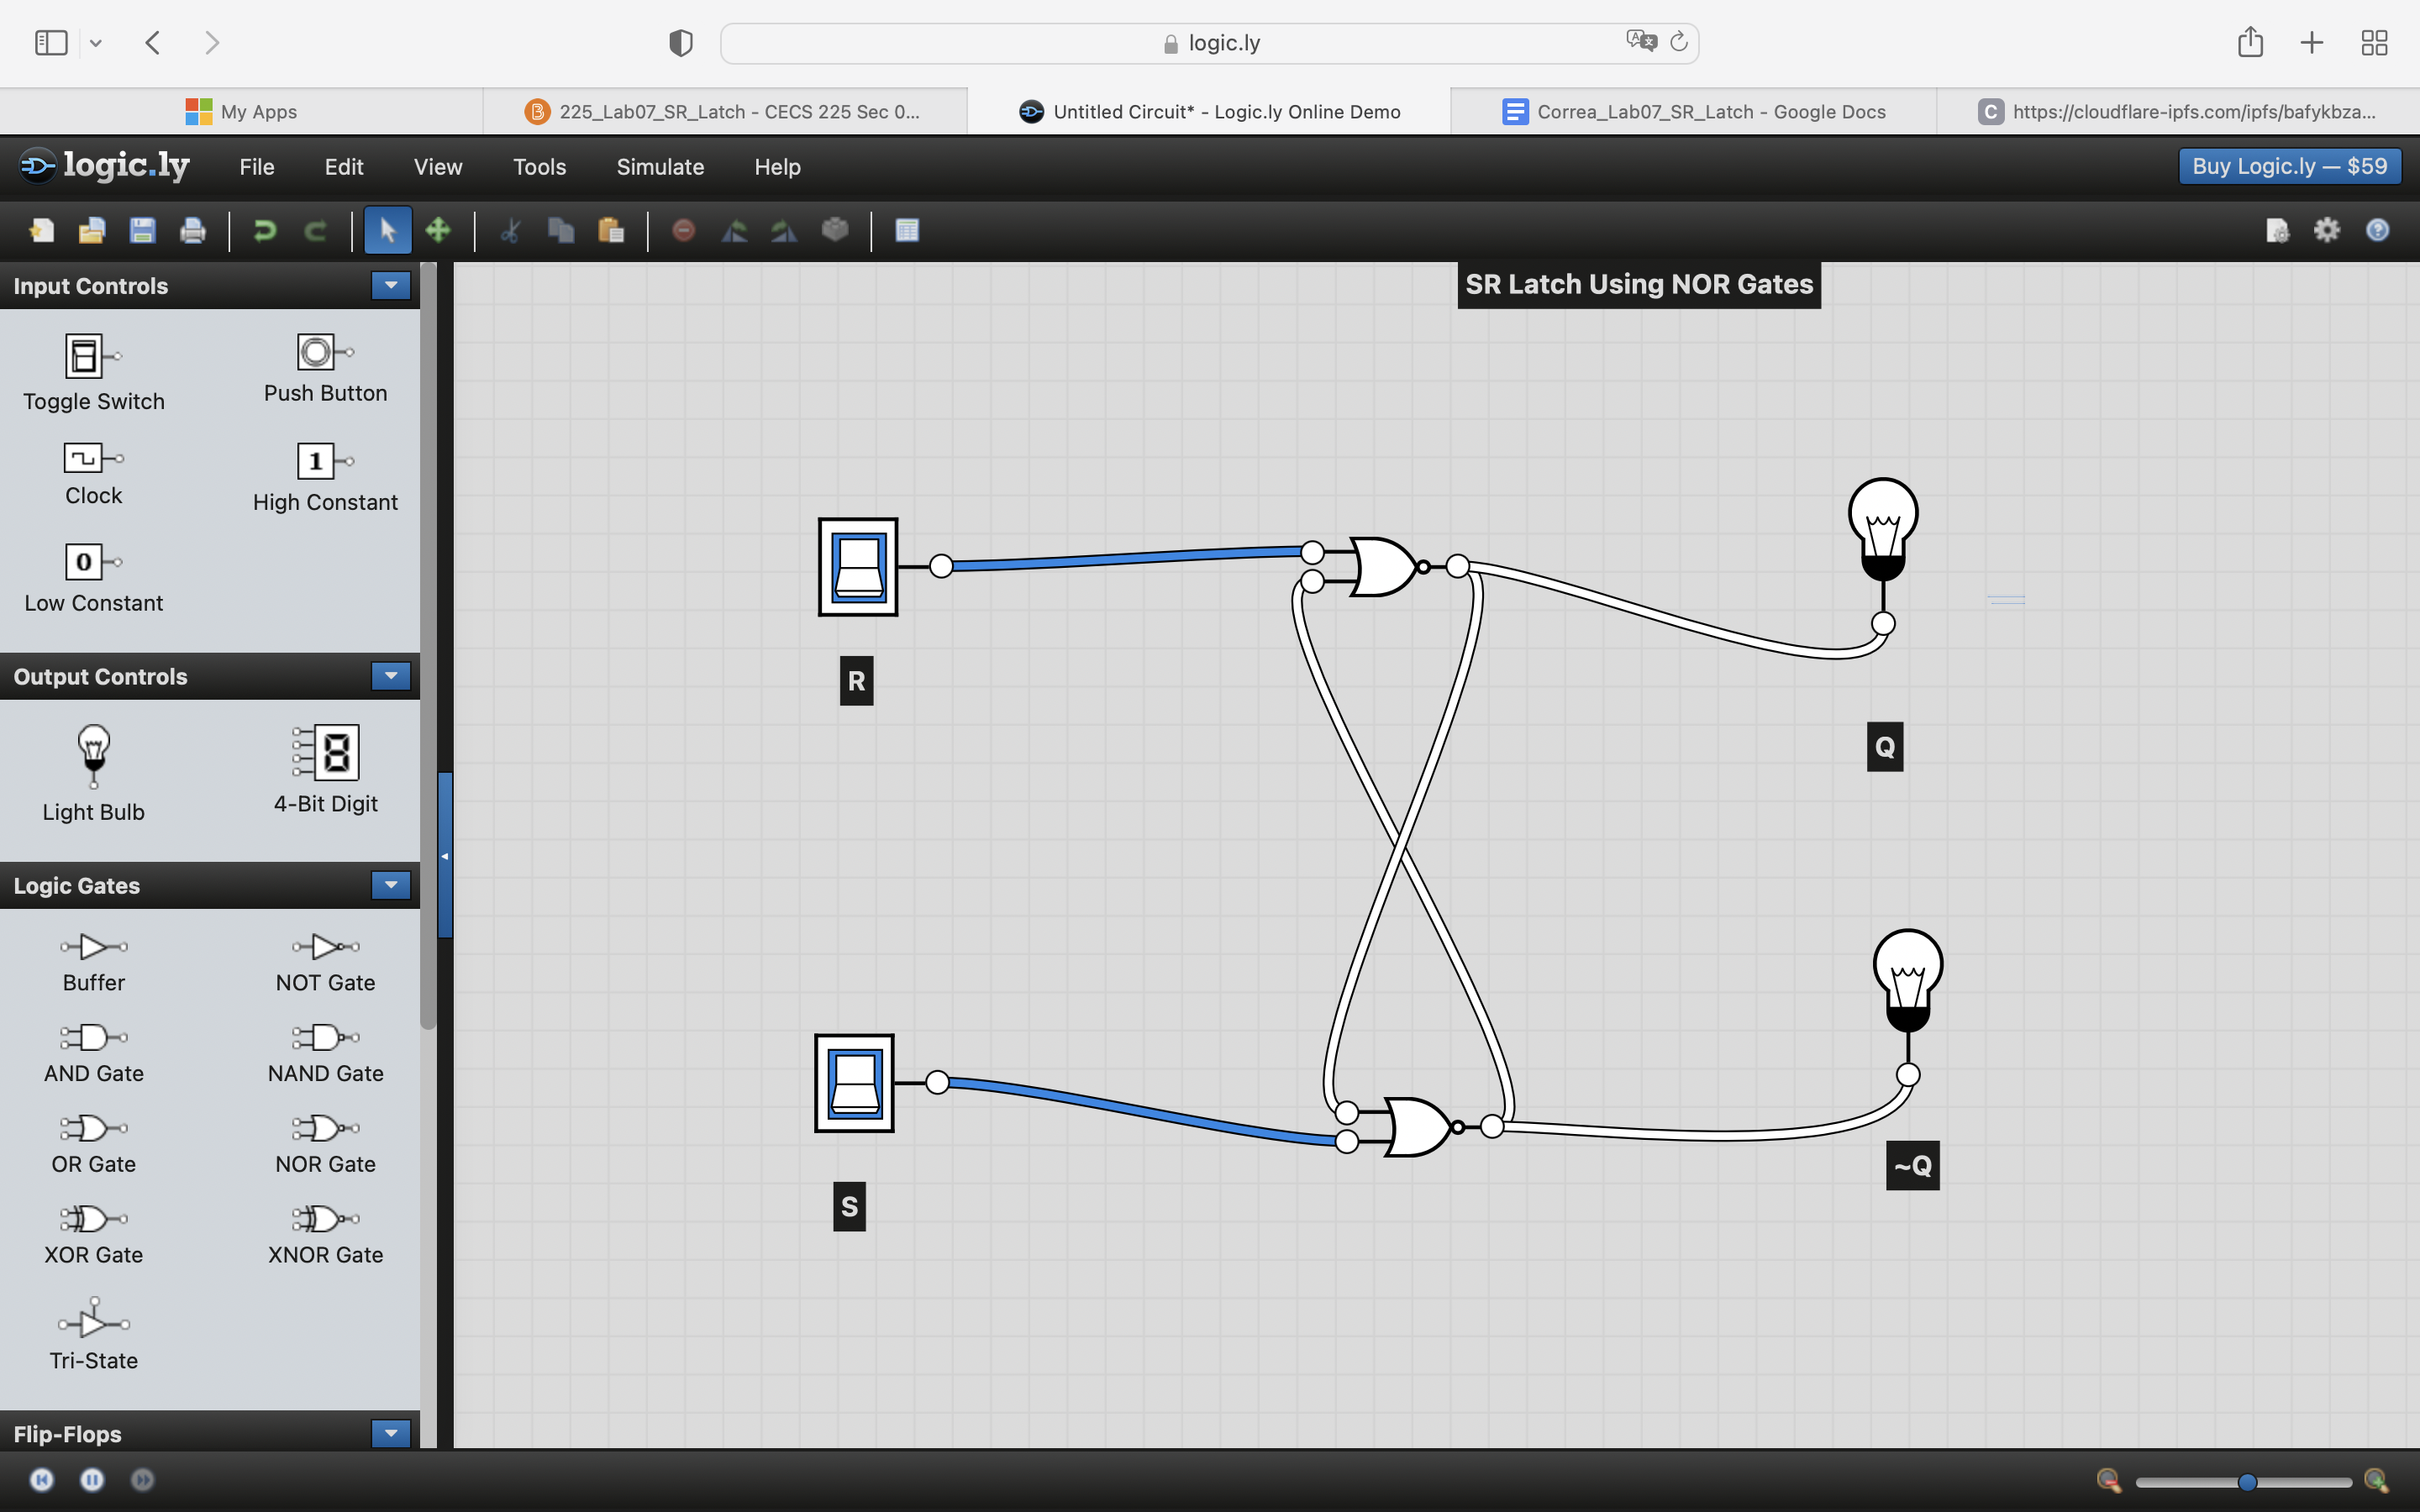 logic.ly
My Apps
225_Lab07_SR_Latch - CECS 225 Sec 0...
Untitled Circuit* - Logic.ly Online Demo
Correa_Lab07_SR_Latch - Google Docs
C https://cloudflare-ipfs.com/ipfs/bafykbza...
logic.ly File Edit View Tools Simulate Help
Buy Logic.ly — $59
Input Controls
Toggle Switch
Push Button
Clock
1
High Constant
0
Low Constant
Output Controls
Light Bulb
8
4-Bit Digit
Logic Gates
Buffer
NOT Gate
AND Gate
NAND Gate
OR Gate
NOR Gate
XOR Gate
XNOR Gate
Tri-State
Flip-Flops
SR Latch Using NOR Gates
R
Q
S
~Q